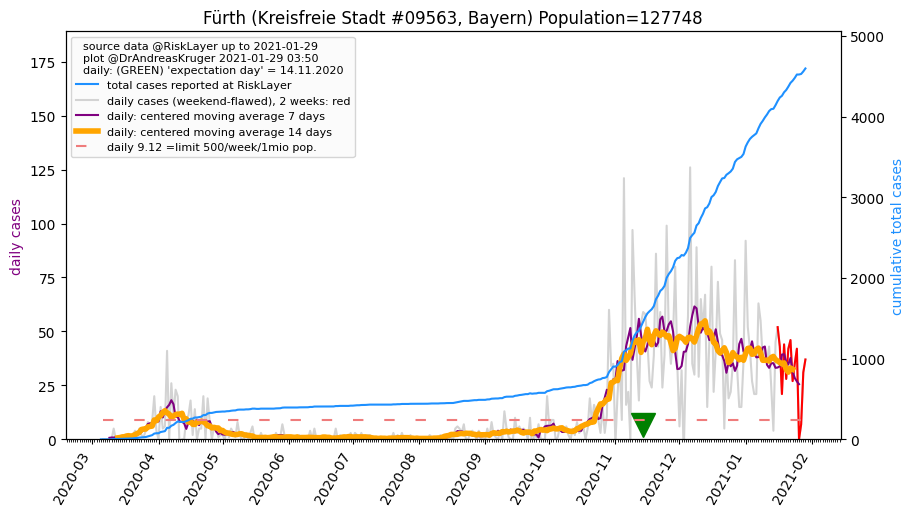 Fürth (Kreisfreie Stadt #09563, Bayern) Population=127748
source data @RiskLayer up to 2021-01-29
plot @DrAndreasKruger 2021-01-29 03:50
daily: (GREEN) 'expectation day' = 14.11.2020
total cases reported at RiskLayer
daily cases (weekend-flawed), 2 weeks: red
daily: centered moving average 7 days
daily: centered moving average 14 days
daily 9.12 =limit 500/week/1mio pop.
daily cases
175
150
125
100
75
50
25
0
5000
4000
3000
2000
1000
0
cumulative total cases
2020-03
2020-04
2020-05
2020-06
2020-07
2020-08
2020-09
2020-10
2020-11
2020-12
2021-01
2021-02